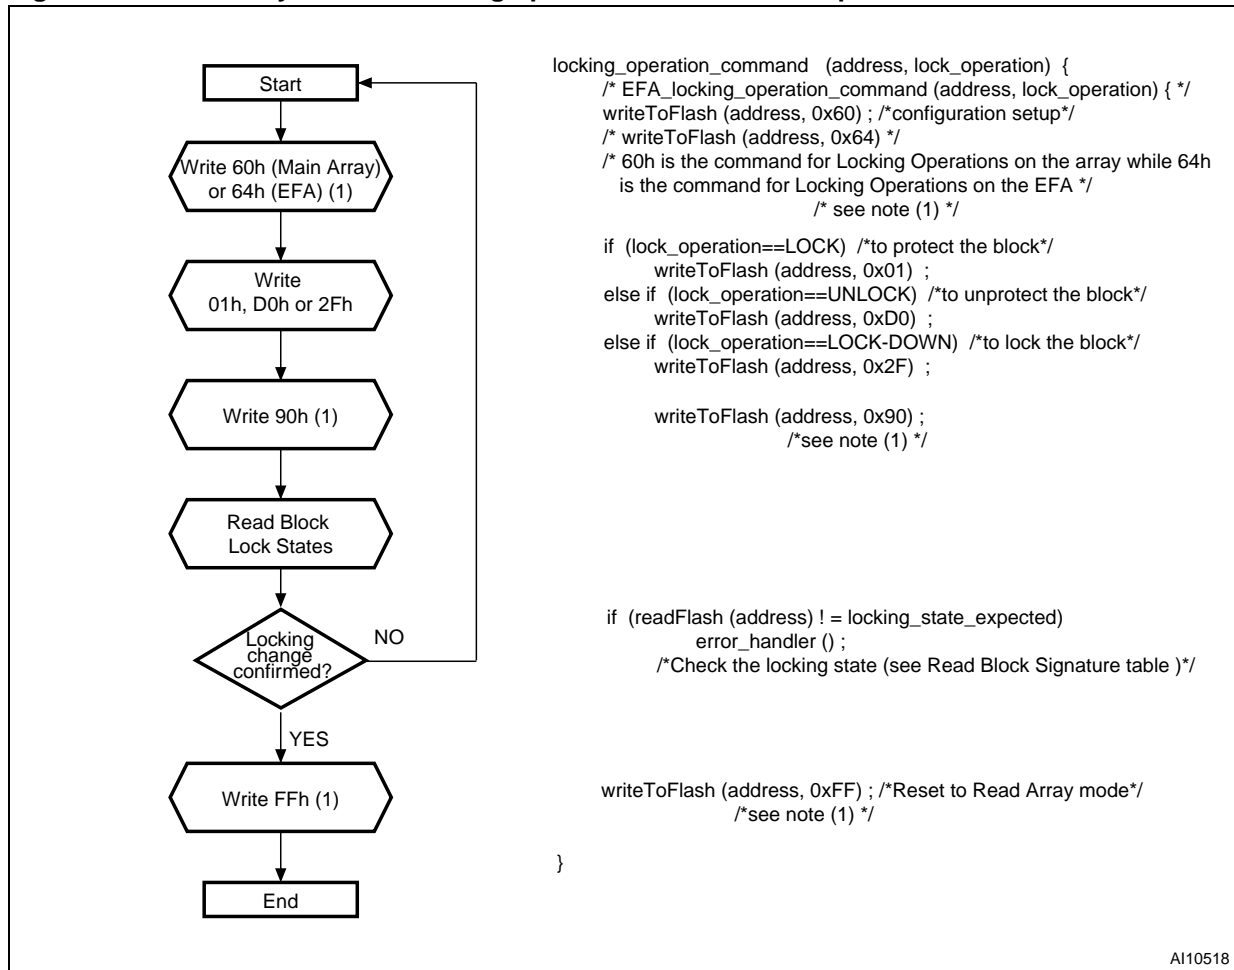 Start
Write 60h (Main Array)
or 64h (EFA) (1)
Write
01h, D0h or 2Fh
Write 90h (1)
Read Block
Lock States
Locking
change
confirmed?
NO
YES
Write FFh (1)
End
locking_operation_command (address, lock_operation) {
/* EFA_locking_operation_command (address, lock_operation) { */
writeToFlash (address, 0x60) ; /*configuration setup*/
/* writeToFlash (address, 0x64) */
/* 60h is the command for Locking Operations on the array while 64h
is the command for Locking Operations on the EFA */
/* see note (1) */
if (lock_operation==LOCK) /*to protect the block*/
writeToFlash (address, 0x01) ;
else if (lock_operation==UNLOCK) /*to unprotect the block*/
writeToFlash (address, 0xD0) ;
else if (lock_operation==LOCK-DOWN) /*to lock the block*/
writeToFlash (address, 0x2F) ;
writeToFlash (address, 0x90) ;
/*see note (1) */
if (readFlash (address) ! = locking_state_expected)
error_handler () ;
/*Check the locking state (see Read Block Signature table )*/
writeToFlash (address, 0xFF) ; /*Reset to Read Array mode*/
/*see note (1) */
}
AI10518